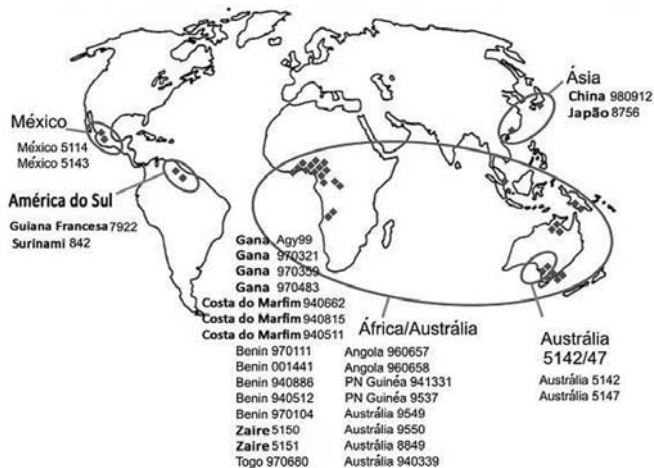 Ásia
China 980912
Japão 8756
México
México 5114
México 5143
América do Sul
Guiana Francesa 7922
Surinami 842
Gana Agy99
Gana 970321
Gana 970359
Gana 970483
Costa do Marfim 940662
Costa do Marfim 940815
Costa do Marfim 940511
Benin 970111
Benin 001441
Benin 940886
Benin 940512
Benin 970104
Zaire 5150
Zaire 5151
Togo 970680
África/Austrália
Angola 960657
Angola 960658
PN Guinéa 941331
PN Guinéa 9537
Austrália 9549
Austrália 9550
Austrália 8849
Austrália 940339
Austrália
5142/47
Austrália 5142
Austrália 5147